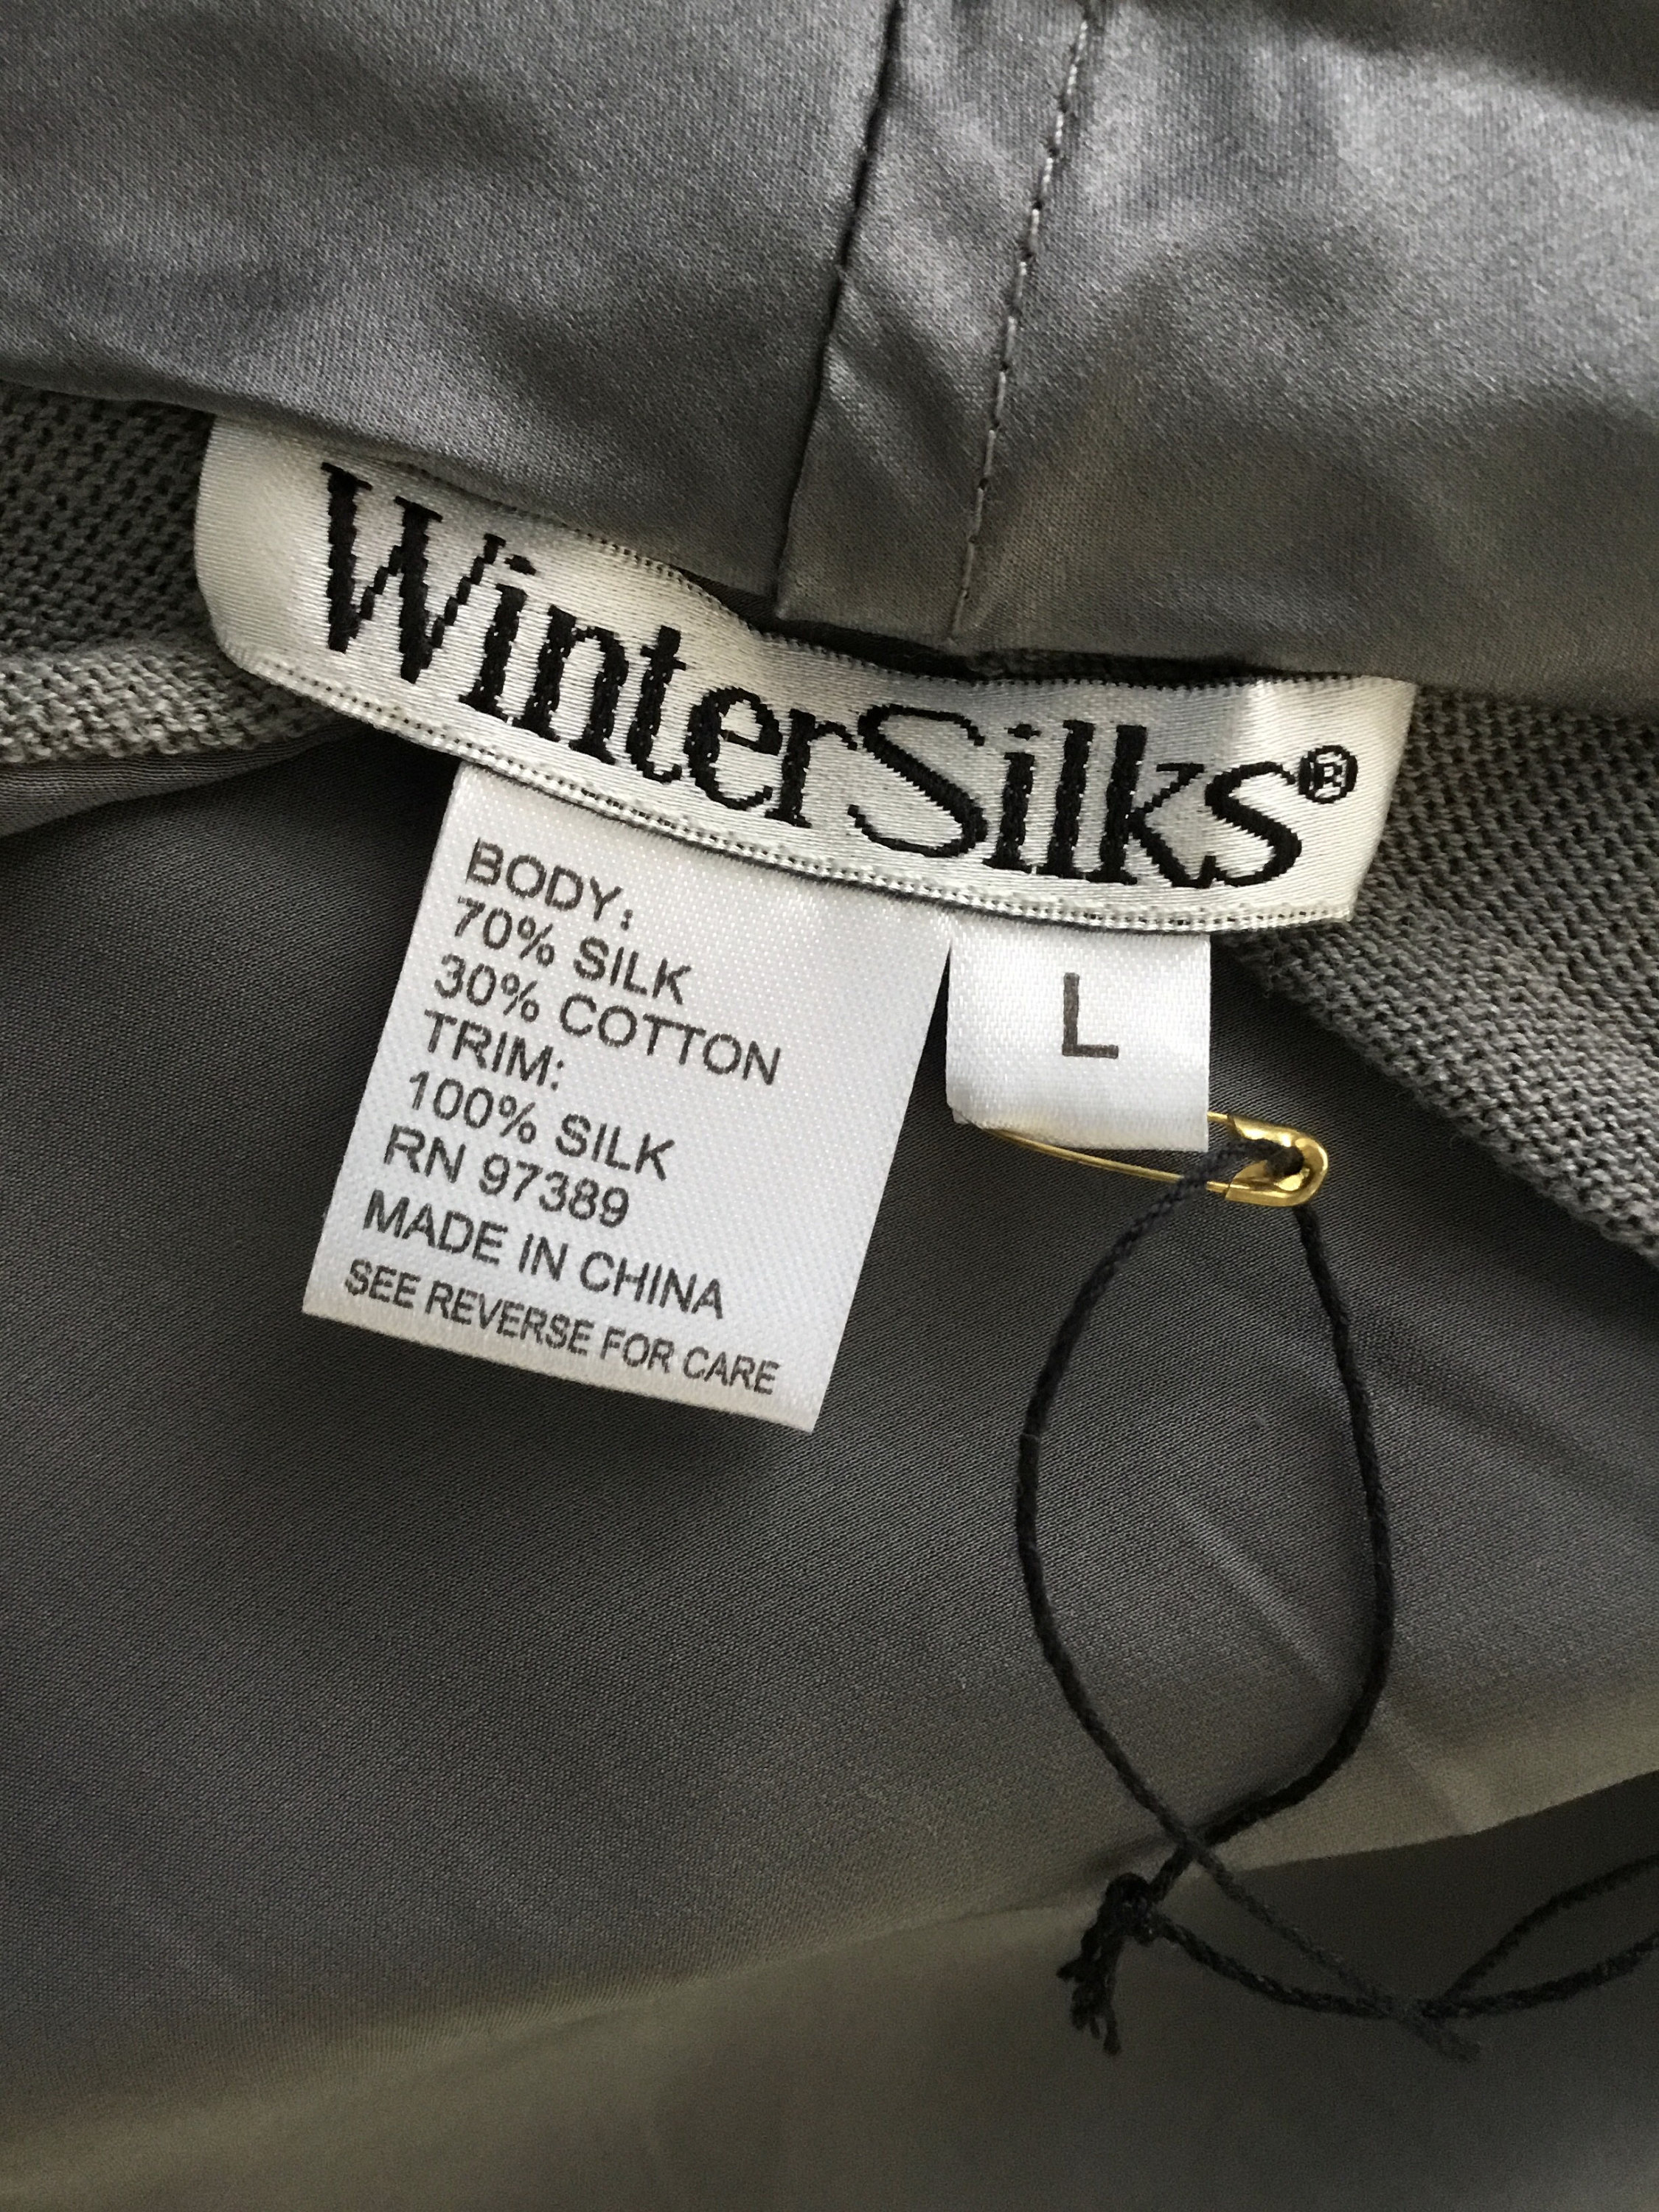 WinterSilks®
BODY:
70% SILK
30% COTTON
TRIM:
100% SILK
RN 97389
MADE IN CHINA
SEE REVERSE FOR CARE
L